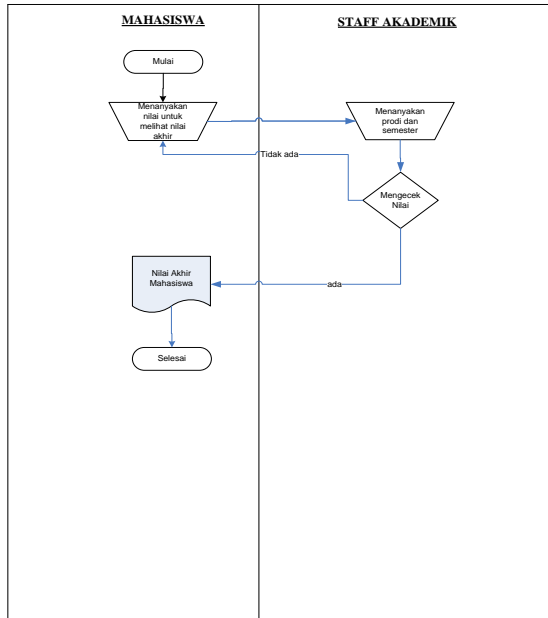 MAHASISWA
STAFF AKADEMIK
Mulai
Menanyakan
nilai untuk
melihat nilai
akhir
Menanyakan
prodi dan
semester
Tidak ada
Mengecek
Nilai
Nilai Akhir
Mahasiswa
ada
Selesai